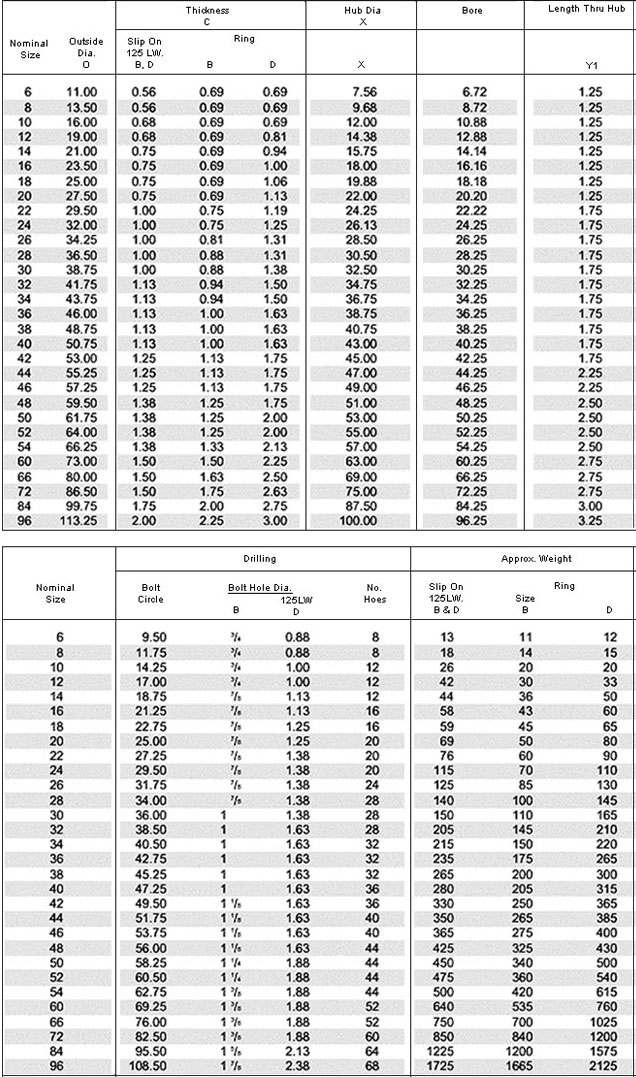 Thickness Hub Dia Bore Length Thru Hub
C X
Nominal Outside Slip On Ring
Size Dia. 125 LW.
O B, D B D X Y1
6 11.00 0.56 0.69 0.69 7.56 6.72 1.25
8 13.50 0.56 0.69 0.69 9.68 8.72 1.25
10 16.00 0.68 0.69 0.69 12.00 10.88 1.25
12 19.00 0.68 0.69 0.81 14.38 12.88 1.25
14 21.00 0.75 0.69 0.94 15.75 14.14 1.25
16 23.50 0.75 0.69 1.00 18.00 16.16 1.25
18 25.00 0.75 0.69 1.06 19.88 18.18 1.25
20 27.50 0.75 0.69 1.13 22.00 20.20 1.25
22 29.50 1.00 0.75 1.19 24.25 22.22 1.75
24 32.00 1.00 0.75 1.25 26.13 24.25 1.75
26 34.25 1.00 0.81 1.31 28.50 26.25 1.75
28 36.50 1.00 0.88 1.31 30.50 28.25 1.75
30 38.75 1.00 0.88 1.38 32.50 30.25 1.75
32 41.75 1.13 0.94 1.50 34.75 32.25 1.75
34 43.75 1.13 0.94 1.50 36.75 34.25 1.75
36 46.00 1.13 1.00 1.63 38.75 36.25 1.75
38 48.75 1.13 1.00 1.63 40.75 38.25 1.75
40 50.75 1.13 1.00 1.63 43.00 40.25 1.75
42 53.00 1.25 1.13 1.75 45.00 42.25 1.75
44 55.25 1.25 1.13 1.75 47.00 44.25 2.25
46 57.25 1.25 1.13 1.75 49.00 46.25 2.25
48 59.50 1.38 1.25 1.75 51.00 48.25 2.50
50 61.75 1.38 1.25 2.00 53.00 50.25 2.50
52 64.00 1.38 1.25 2.00 55.00 52.25 2.50
54 66.25 1.38 1.33 2.13 57.00 54.25 2.50
60 73.00 1.50 1.50 2.25 63.00 60.25 2.75
66 80.00 1.50 1.63 2.50 69.00 66.25 2.75
72 86.50 1.50 1.75 2.63 75.00 72.25 2.75
84 99.75 1.75 2.00 2.75 87.50 84.25 3.00
96 113.25 2.00 2.25 3.00 100.00 96.25 3.25
Drilling Approx. Weight
Nominal Bolt Bolt Hole Dia. No. Slip On Ring
Size Circle 125LW Hoes 125LW. Size
B D B & D B D
6 9.50 3/4 0.88 8 13 11 12
8 11.75 3/4 0.88 8 18 14 15
10 14.25 3/4 1.00 12 26 20 20
12 17.00 3/4 1.00 12 42 30 33
14 18.75 7/8 1.13 12 44 36 50
16 21.25 7/8 1.13 16 58 43 60
18 22.75 7/8 1.25 16 59 45 65
20 25.00 7/8 1.25 20 69 50 80
22 27.25 7/8 1.38 20 76 60 90
24 29.50 7/8 1.38 20 115 70 110
26 31.75 7/8 1.38 24 125 85 130
28 34.00 7/8 1.38 28 140 100 145
30 36.00 1 1.38 28 150 110 165
32 38.50 1 1.63 28 205 145 210
34 40.50 1 1.63 32 215 150 220
36 42.75 1 1.63 32 235 175 265
38 45.25 1 1.63 32 265 200 300
40 47.25 1 1.63 36 280 205 315
42 49.50 1 1/8 1.63 36 330 250 365
44 51.75 1 1/8 1.63 40 350 265 385
46 53.75 1 1/8 1.63 40 365 275 400
48 56.00 1 1/8 1.63 44 425 325 430
50 58.25 1 1/4 1.88 44 450 340 500
52 60.50 1 1/4 1.88 44 475 360 540
54 62.75 1 3/8 1.88 44 500 420 615
60 69.25 1 3/8 1.88 52 640 535 760
66 76.00 1 3/8 1.88 52 750 700 1025
72 82.50 1 3/8 1.88 60 850 840 1200
84 95.50 1 2.13 64 1225 1200 1575
96 108.50 1 7/8 2.38 68 1725 1665 2125